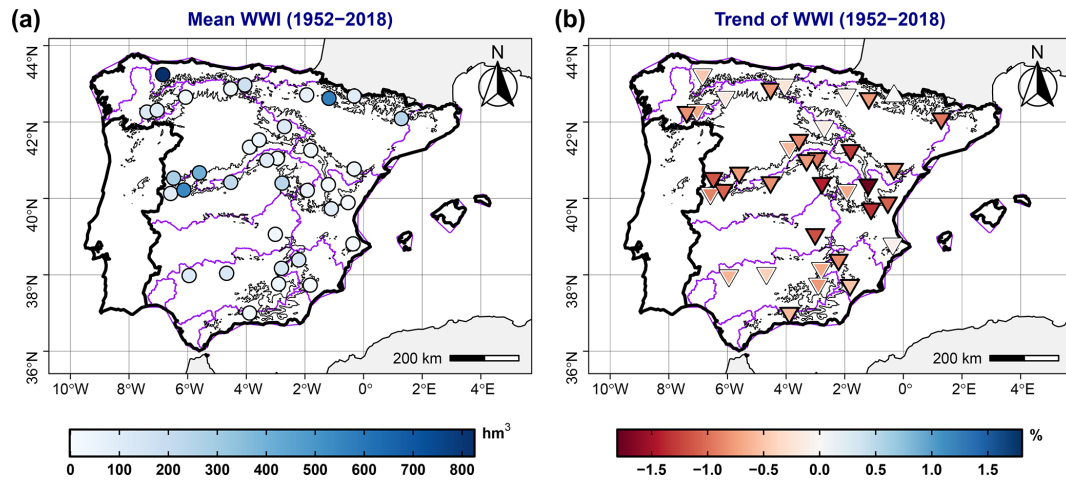 (a) Mean WWI (1952−2018)
44°N
42°N
40°N
38°N
36°N
N
200 km
10°W 8°W 6°W 4°W 2°W 0° 2°E 4°E
0 100 200 300 400 500 600 700 800
hm³
(b) Trend of WWI (1952−2018)
44°N
42°N
40°N
38°N
36°N
N
200 km
10°W 8°W 6°W 4°W 2°W 0° 2°E 4°E
−1.5 −1.0 −0.5 0.0 0.5 1.0 1.5
%